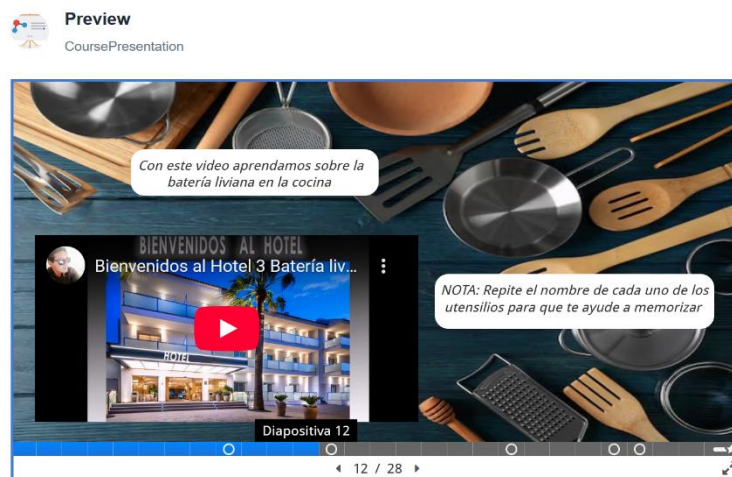 Preview
CoursePresentation
Con este video aprendamos sobre la
batería liviana en la cocina
BIENVENIDOS AL HOTEL
Bienvenidos al Hotel 3 Batería liv...
HOTEL
NOTA: Repite el nombre de cada uno de los
utensilios para que te ayude a memorizar
Diapositiva 12
12 / 28